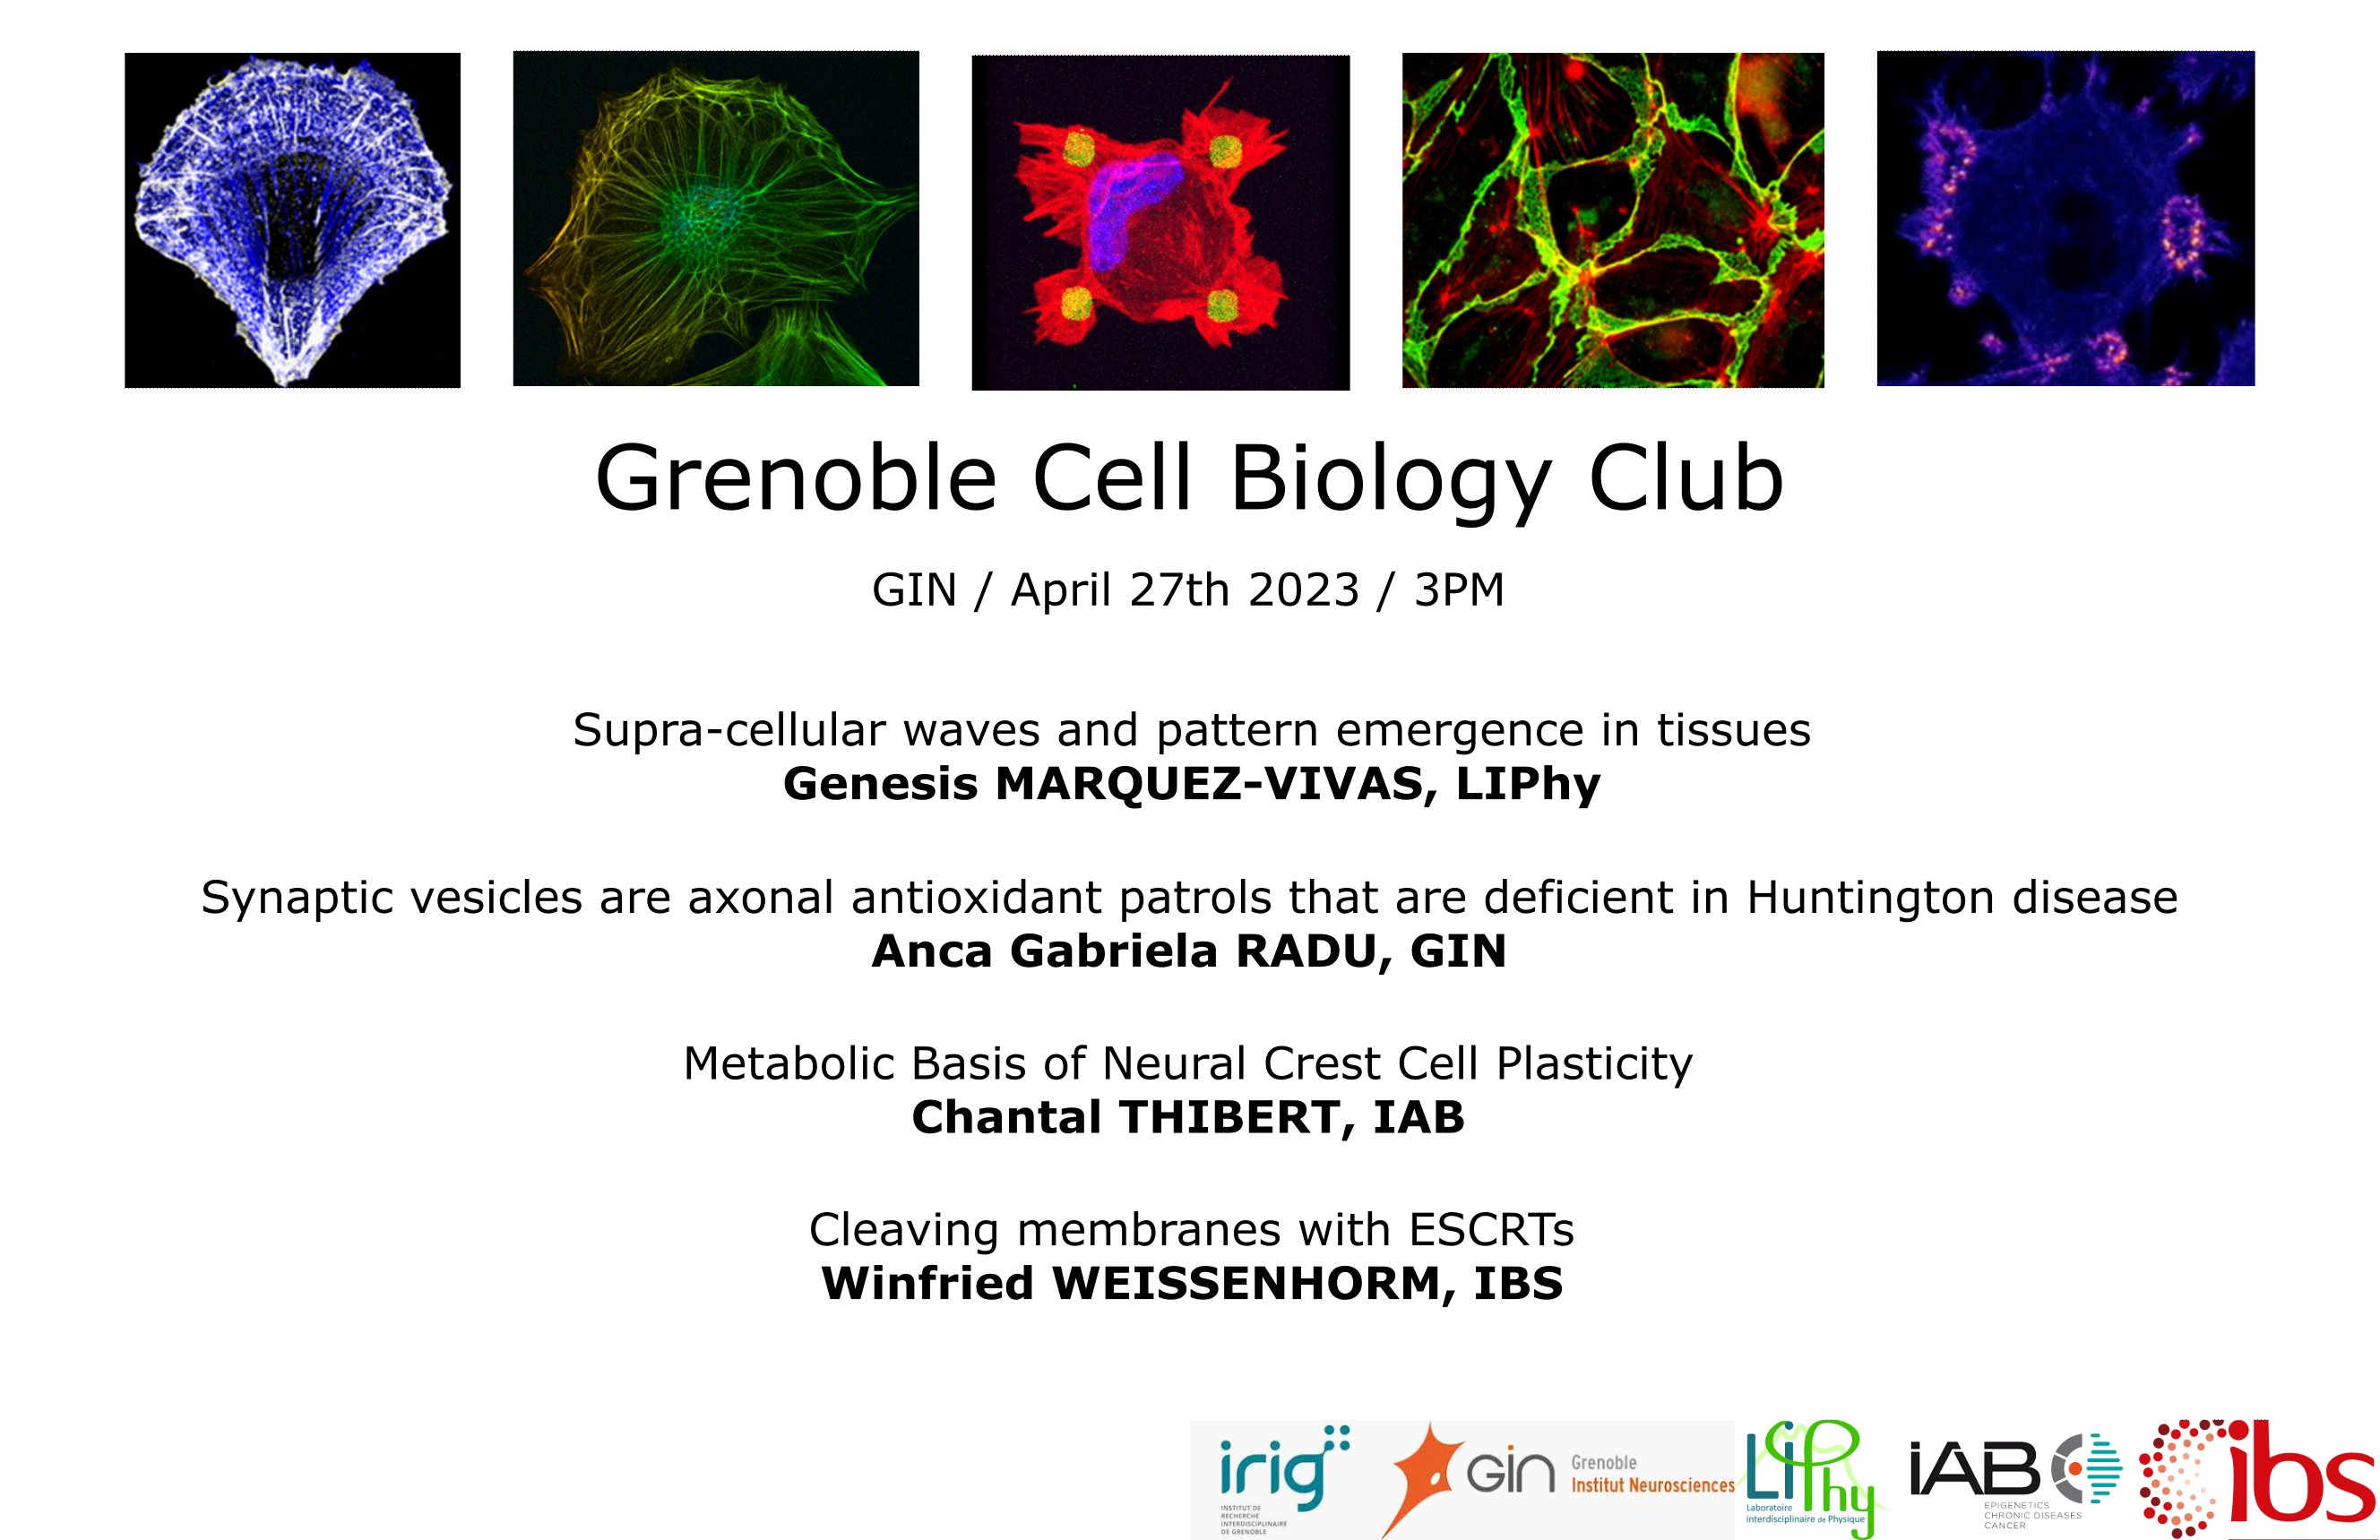 Grenoble Cell Biology Club
GIN / April 27th 2023 / 3PM
Supra-cellular waves and pattern emergence in tissues
Genesis MARQUEZ-VIVAS, LIPhy
Synaptic vesicles are axonal antioxidant patrols that are deficient in Huntington disease
Anca Gabriela RADU, GIN
Metabolic Basis of Neural Crest Cell Plasticity
Chantal THIBERT, IAB
Cleaving membranes with ESCRTs
Winfried WEISSENHORM, IBS
irig
INSTITUT DE
RECHERCHE
INTERDISCIPLINAIRE
DE GRENOBLE
Gin
Grenoble
Institut Neurosciences
LiPhy
Laboratoire
interdisciplinaire de Physique
iAB
EPIGENETICS
CHRONIC DISEASES
CANCER
ibs